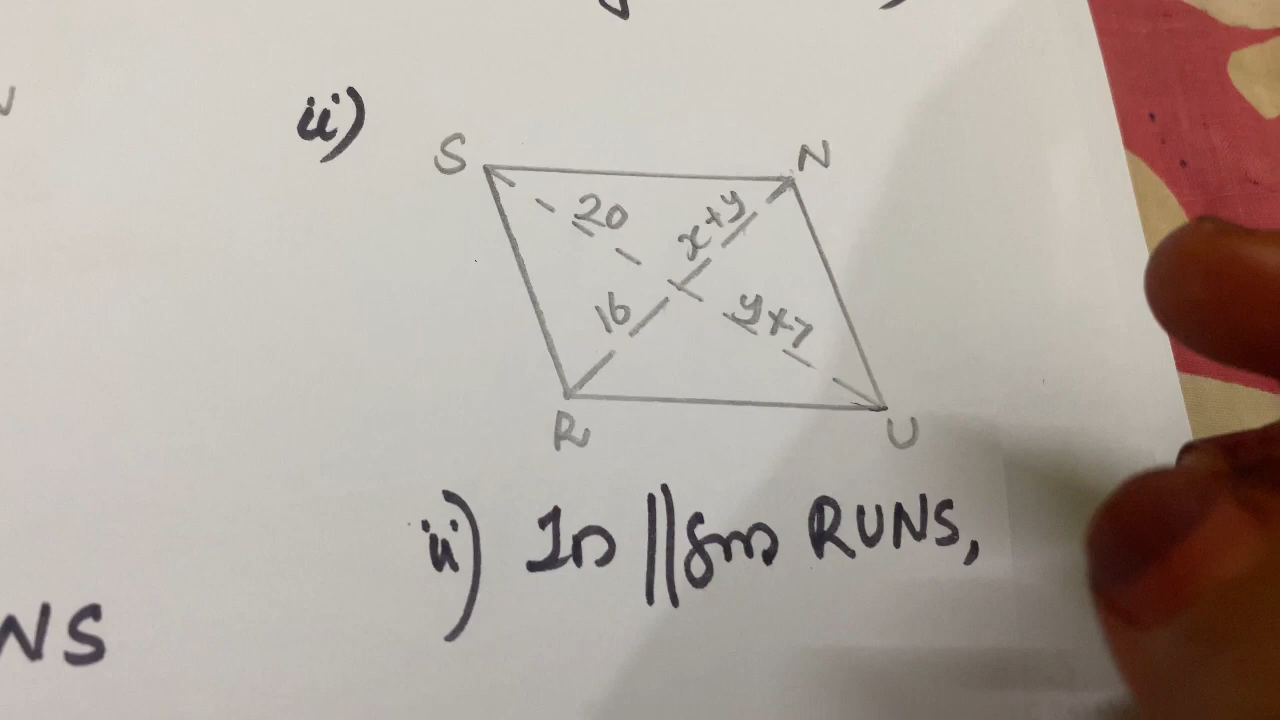 ii)
S
N
20
x+y
16
y+7
R
U
ii) In ||gm RUNS,
NS